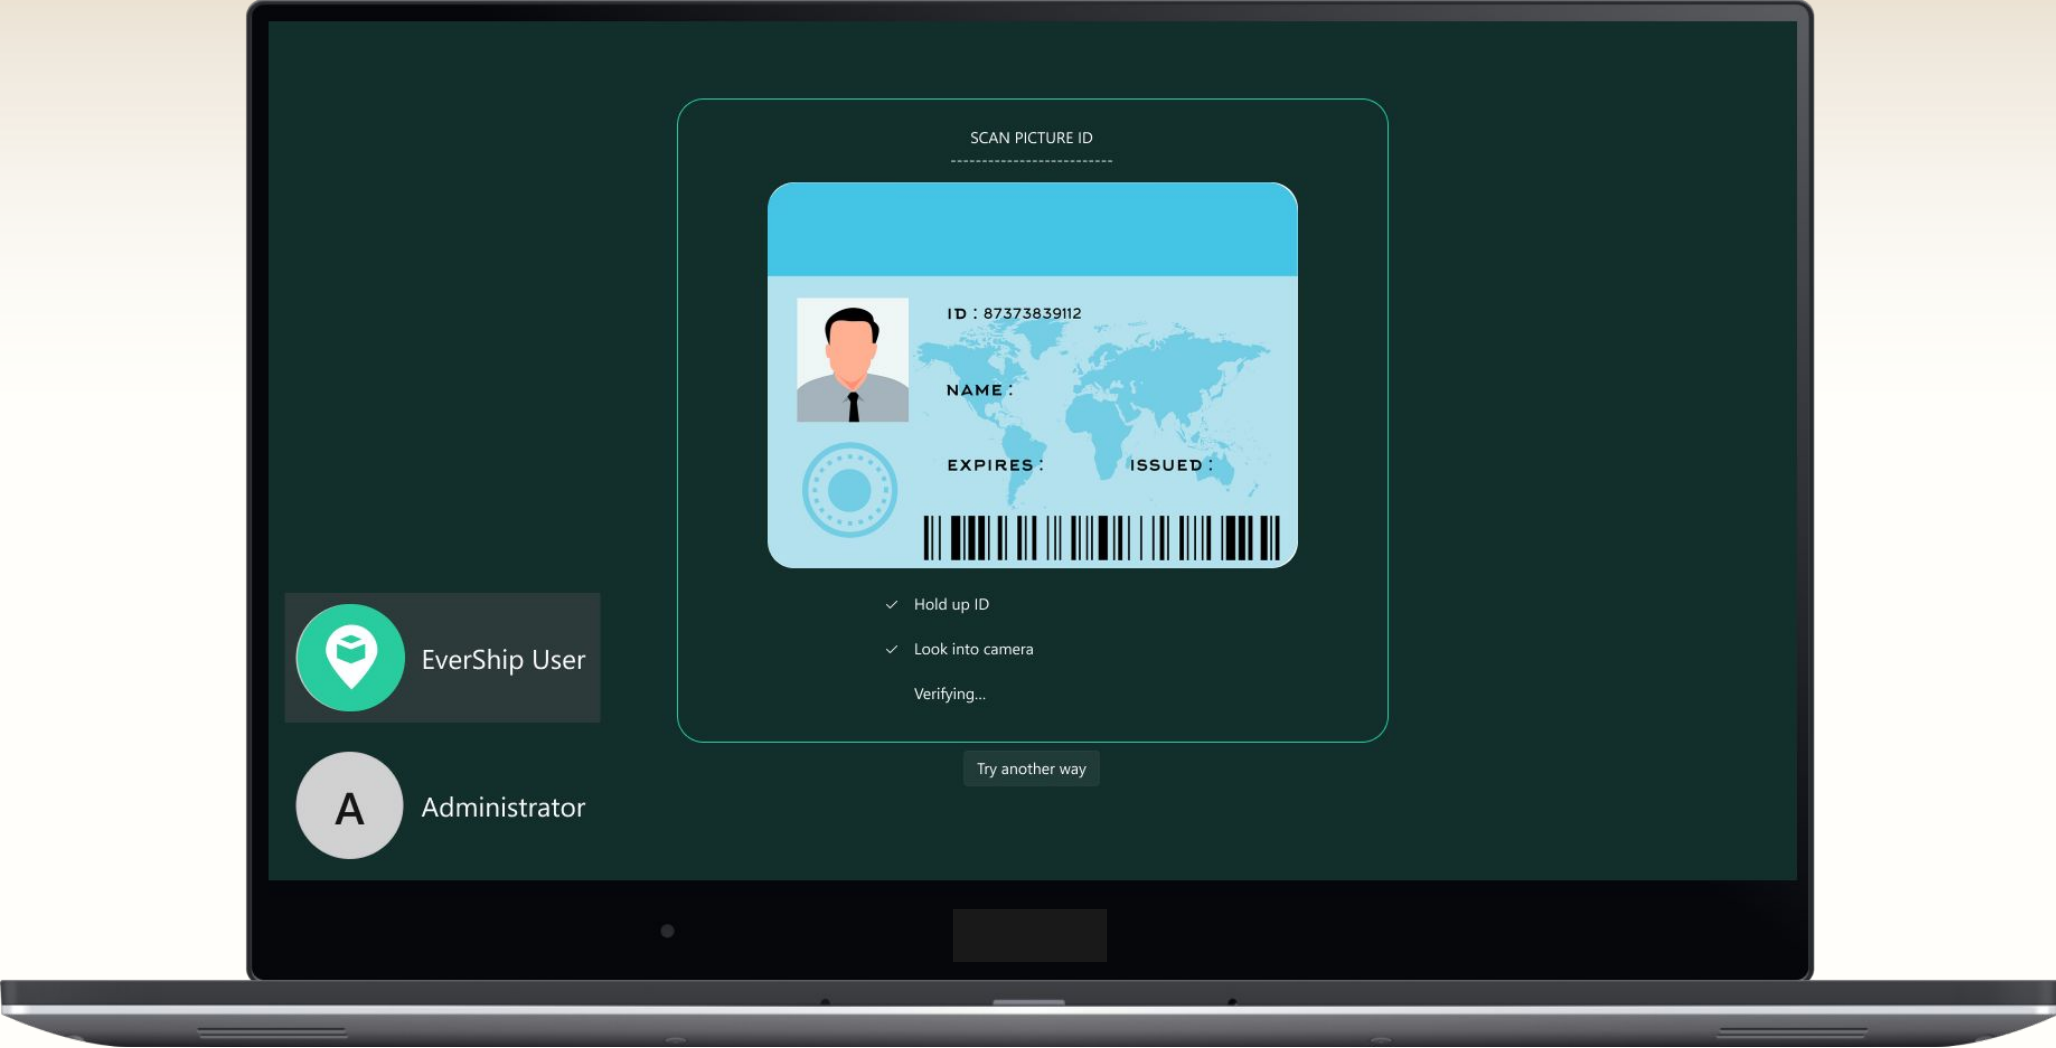 SCAN PICTURE ID
--------------------------
ID : 87373839112
NAME :
EXPIRES :
ISSUED :
Hold up ID
Look into camera
Verifying...
Try another way
EverShip User
A
Administrator